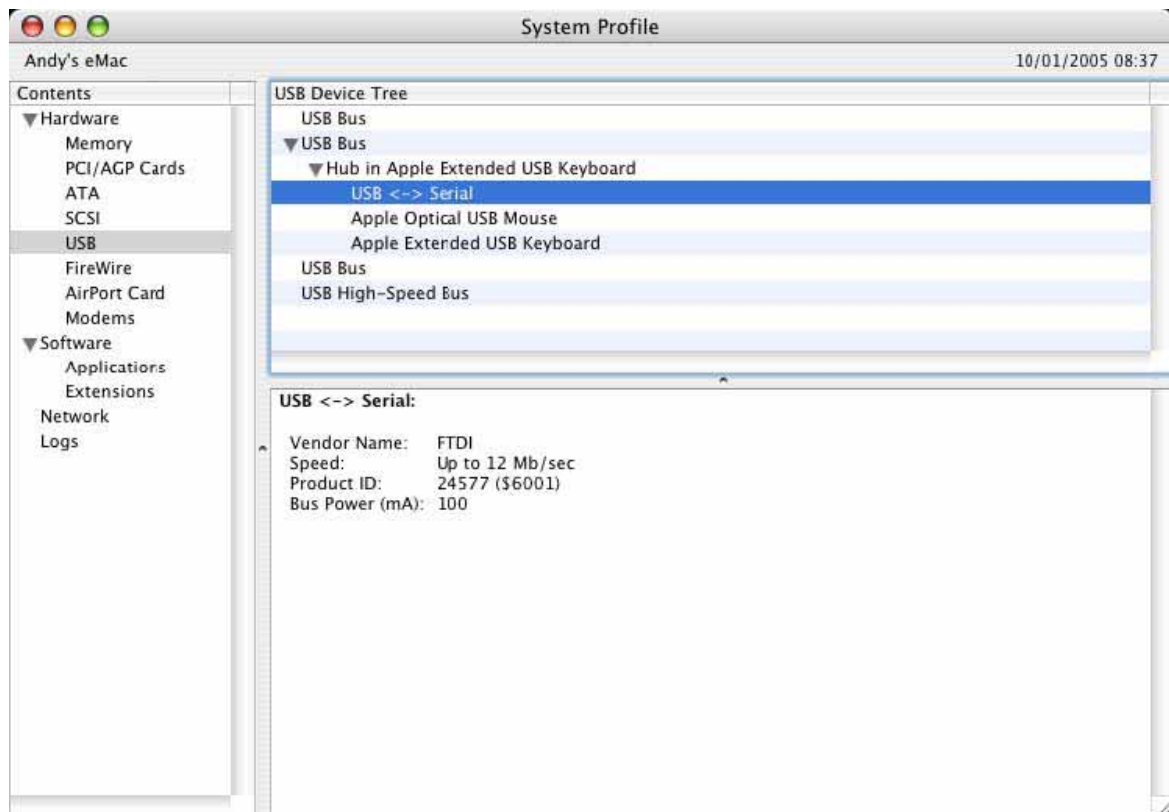 System Profile
Andy's eMac
10/01/2005 08:37
Contents
Hardware
Memory
PCI/AGP Cards
ATA
SCSI
USB
FireWire
AirPort Card
Modems
Software
Applications
Extensions
Network
Logs
USB Device Tree
USB Bus
USB Bus
Hub in Apple Extended USB Keyboard
USB <-> Serial
Apple Optical USB Mouse
Apple Extended USB Keyboard
USB Bus
USB High-Speed Bus
USB <-> Serial:
Vendor Name: FTDI
Speed: Up to 12 Mb/sec
Product ID: 24577 ($6001)
Bus Power (mA): 100